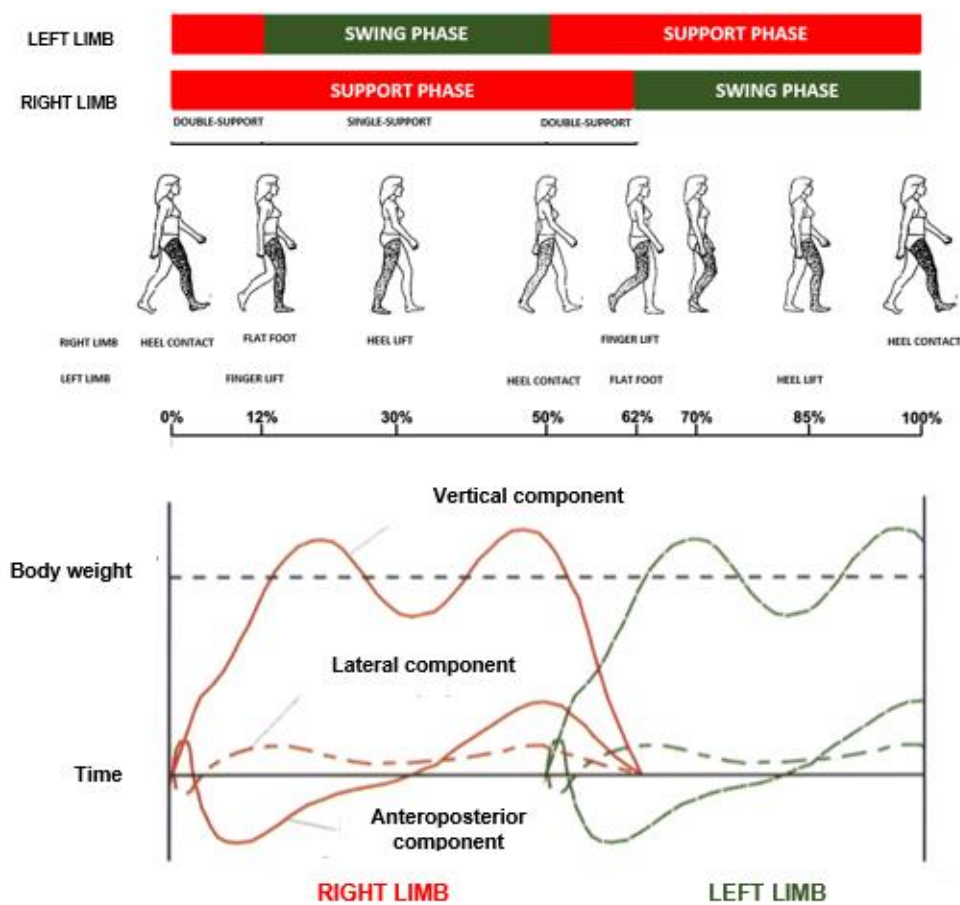 LEFT LIMB
SWING PHASE
SUPPORT PHASE
RIGHT LIMB
SUPPORT PHASE
SWING PHASE
DOUBLE-SUPPORT
SINGLE-SUPPORT
DOUBLE-SUPPORT
RIGHT LIMB
HEEL CONTACT
FLAT FOOT
HEEL LIFT
FINGER LIFT
HEEL CONTACT
LEFT LIMB
FINGER LIFT
HEEL CONTACT
FLAT FOOT
HEEL LIFT
0%
12%
30%
50%
62%
70%
85%
100%
Vertical component
Body weight
Lateral component
Time
Anteroposterior
component
RIGHT LIMB
LEFT LIMB